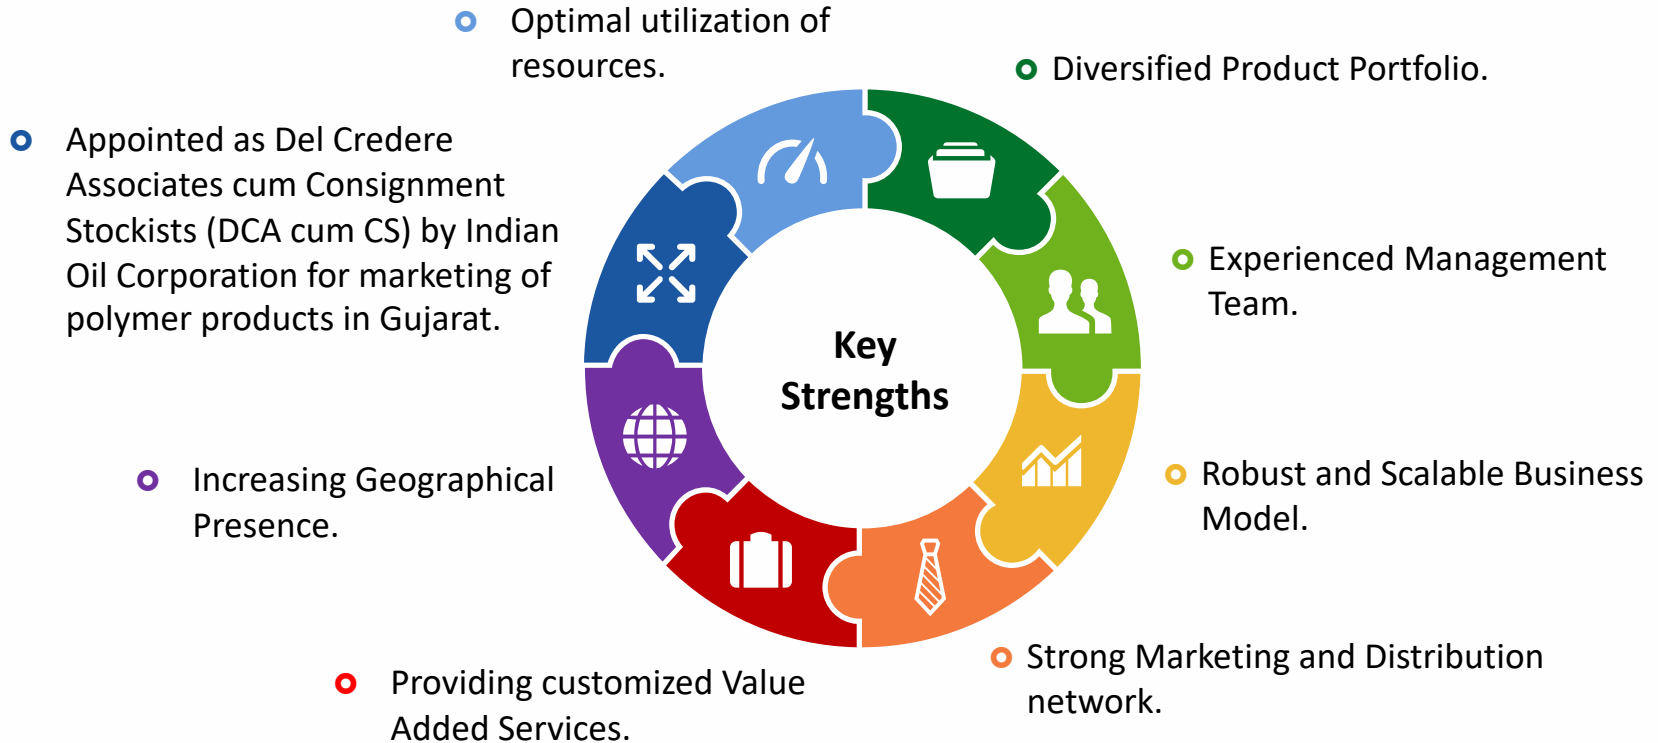 Optimal utilization of
resources.
Diversified Product Portfolio.
Appointed as Del Credere
Associates cum Consignment
Stockists (DCA cum CS) by Indian
Oil Corporation for marketing of
polymer products in Gujarat.
Experienced Management
Team.
Key
Strengths
Increasing Geographical
Presence.
Robust and Scalable Business
Model.
Providing customized Value
Added Services.
Strong Marketing and Distribution
network.